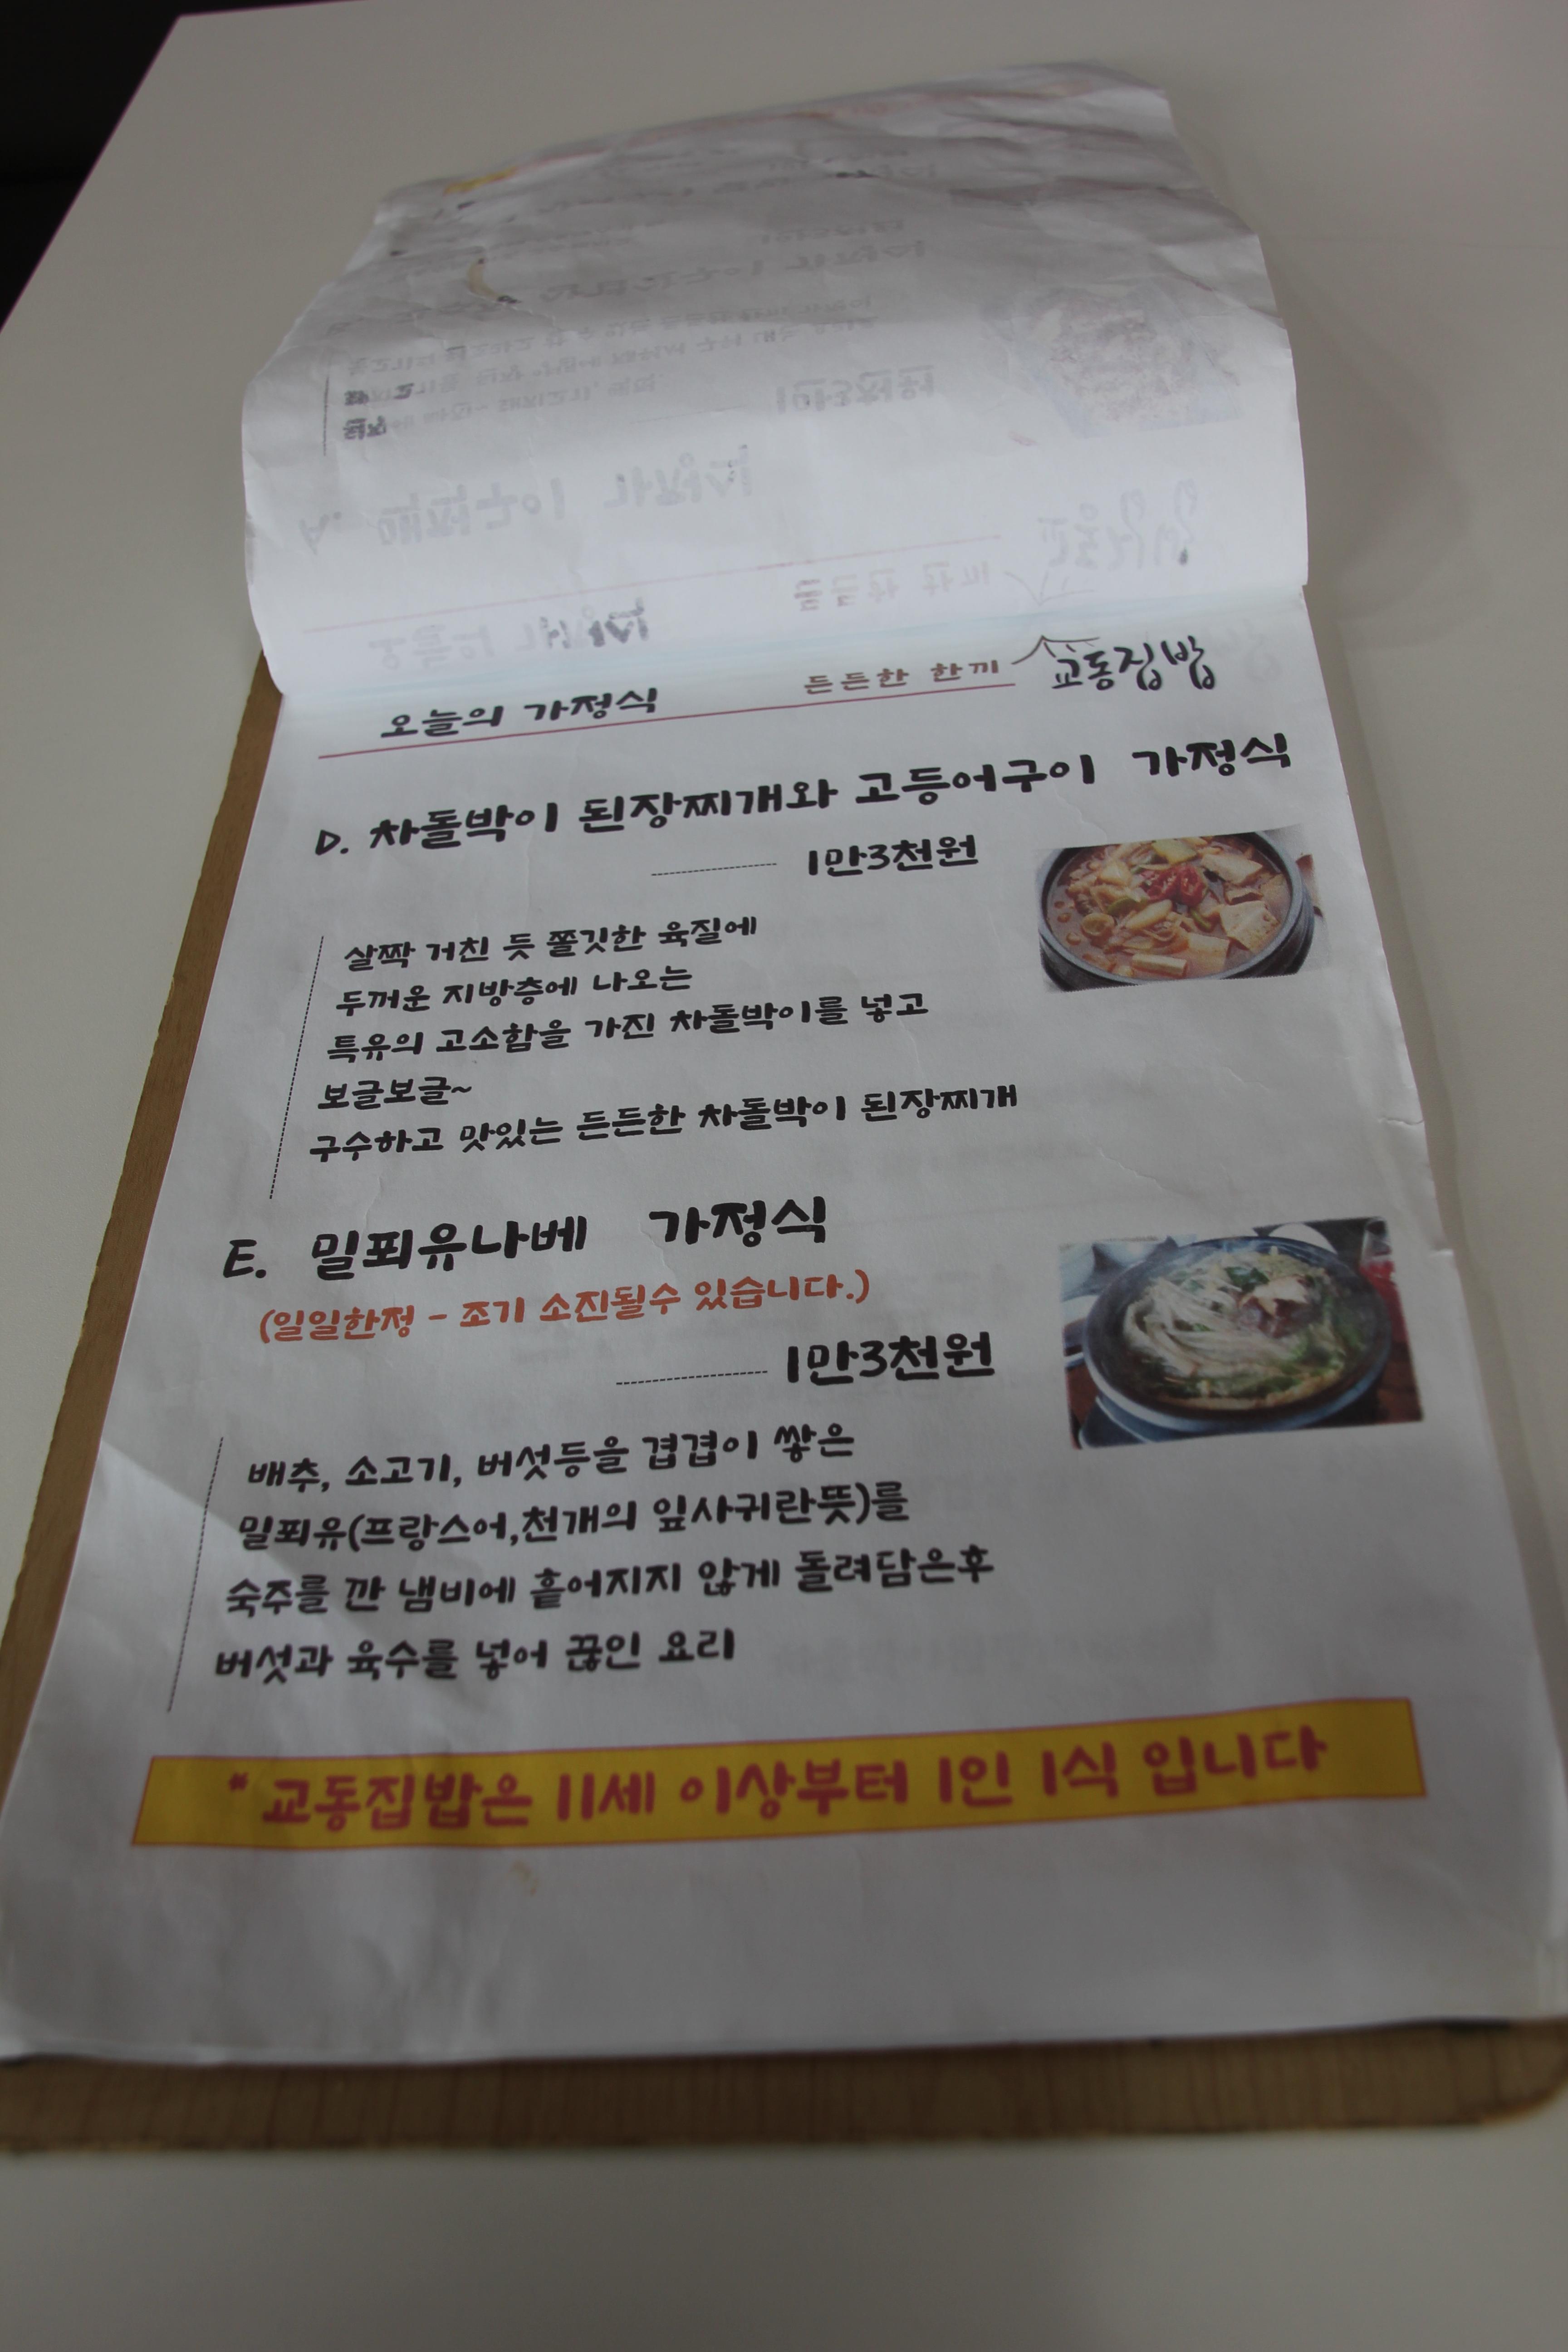 오늘의 가정식
든든한 한끼 교동집밥
D. 차돌박이 된장찌개와 고등어구이 가정식
1만3천원
살짝 거친 듯 쫄깃한 육질에
두꺼운 지방층에 나오는
특유의 고소함을 가진 차돌박이를 넣고
보글보글~
구수하고 맛있는 든든한 차돌박이 된장찌개
E. 밀푀유나베 가정식
(일일한정 - 조기 소진될수 있습니다.)
1만3천원
배추, 소고기, 버섯등을 겹겹이 쌓은
밀푀유(프랑스어,천개의 잎사귀란뜻)를
숙주를 깐 냄비에 흩어지지 않게 돌려담은후
버섯과 육수를 넣어 끊인 요리
* 교동집밥은 11세 이상부터 1인 1식 입니다